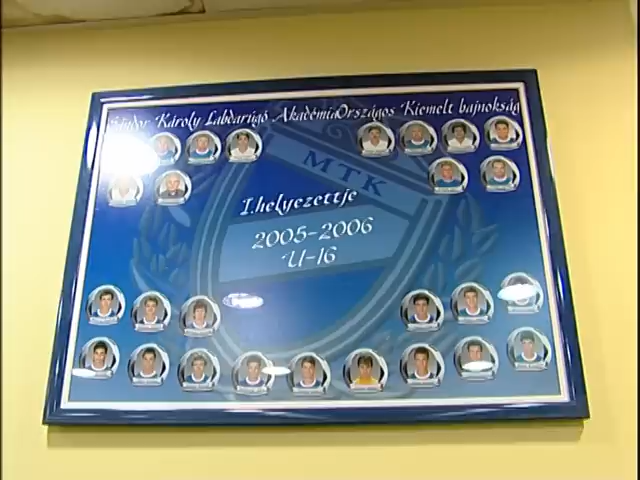 Sándor Károly Labdarúgó Akadémia Országos Kiemelt bajnokság
MTK
I.helyezettje
2005-2006
U-16